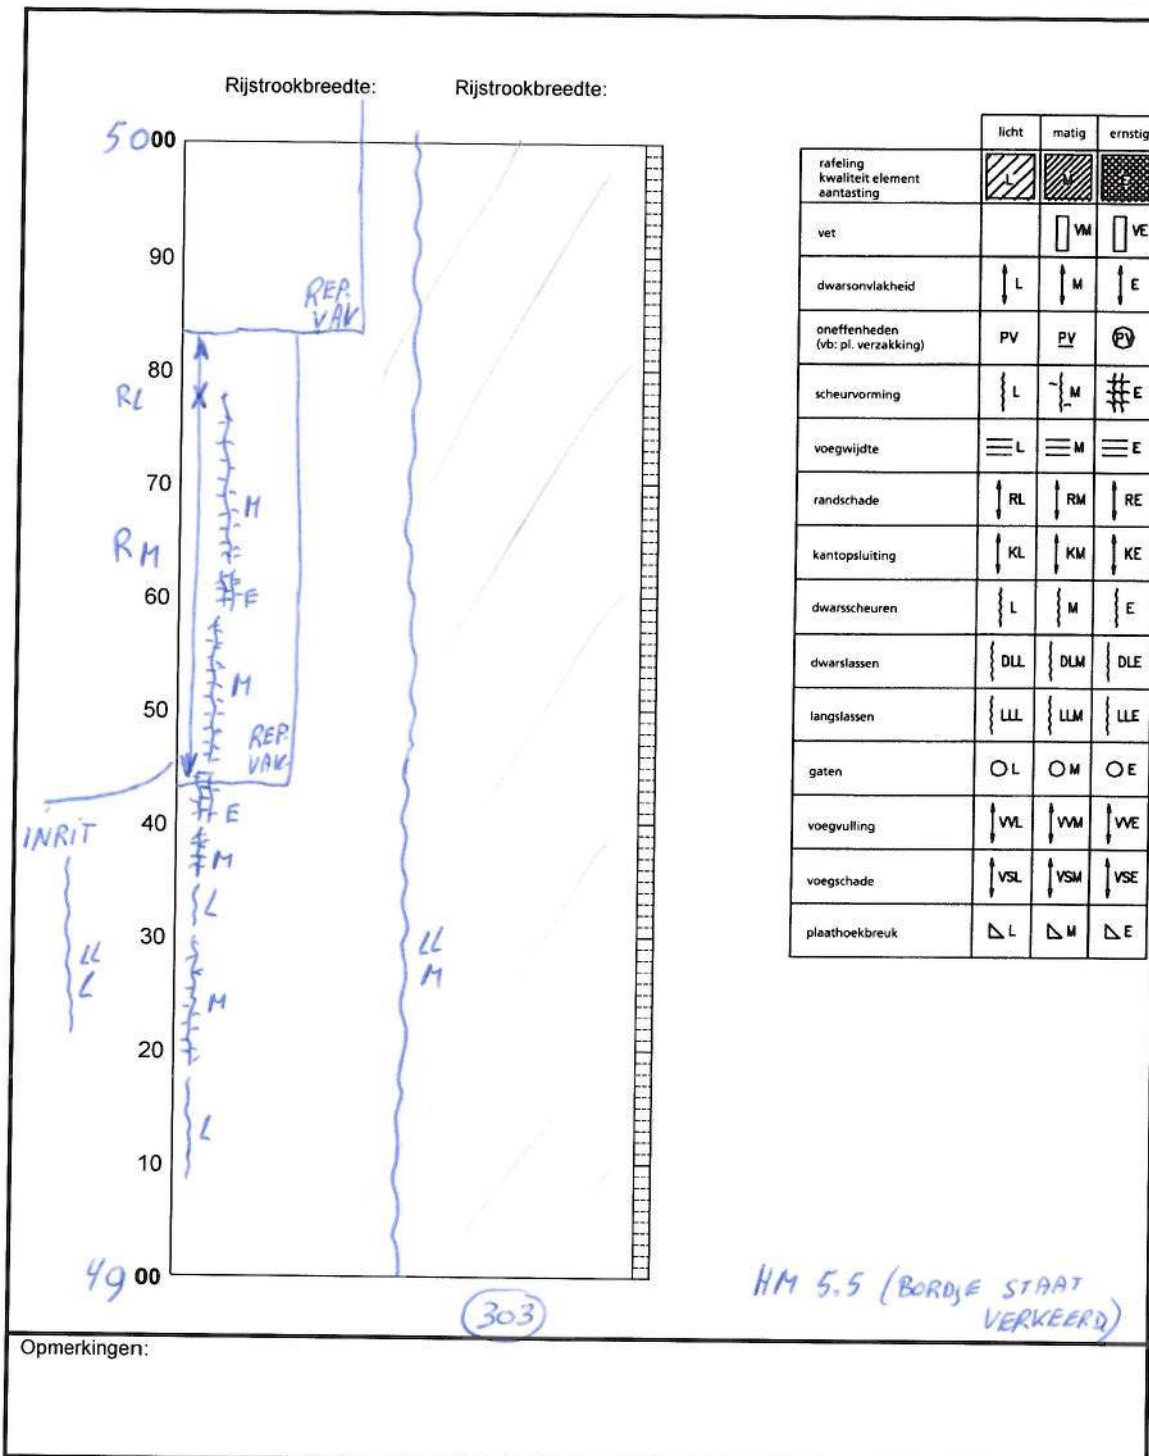 Rijstrookbreedte: Rijstrookbreedte:
5000
90
REP.
VAK
80
RL
70
M
RM
60
E
M
50
REP.
VAK
40
E
INRIT
M
L
30
LL
M
LL
L
M
20
L
10
4900
303
HM 5.5 (BORDJE STAAT
VERKEERD)
Opmerkingen:
licht matig ernstig
rafeling
kwaliteit element
aantasting
L M E
vet VM VE
dwarsonvlakheid L M E
oneffenheden
(vb: pl. verzakking)
PV PV PV
scheurvorming L M E
voegwijdte L M E
randschade RL RM RE
kantopsluiting KL KM KE
dwarsscheuren L M E
dwarslassen DLL DLM DLE
langslassen LLL LLM LLE
gaten L M E
voegvulling VVL VVM VVE
voegschade VSL VSM VSE
plaathoekbreuk L M E